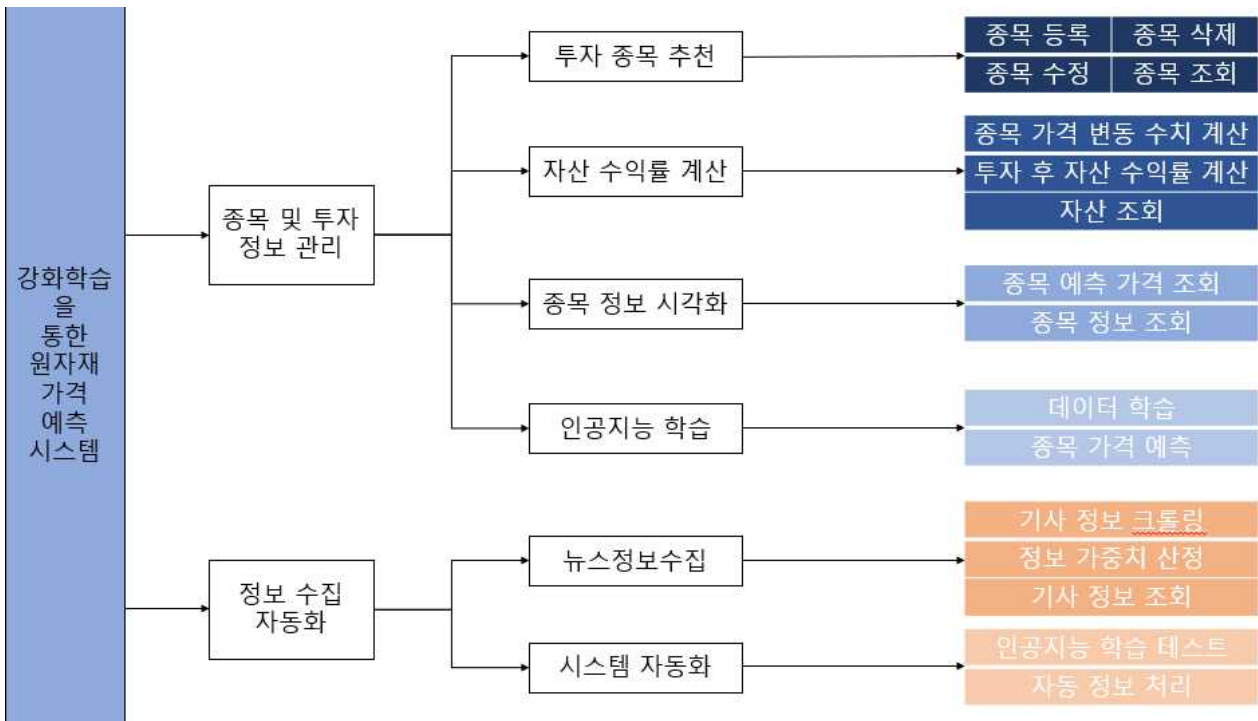 강화학습
을
통한
원자재
가격
예측
시스템
종목 및 투자
정보 관리
투자 종목 추천
종목 등록
종목 삭제
종목 수정
종목 조회
자산 수익률 계산
종목 가격 변동 수치 계산
투자 후 자산 수익률 계산
자산 조회
종목 정보 시각화
종목 예측 가격 조회
종목 정보 조회
인공지능 학습
데이터 학습
종목 가격 예측
정보 수집
자동화
뉴스정보수집
기사 정보 크롤링
정보 가중치 산정
기사 정보 조회
시스템 자동화
인공지능 학습 테스트
자동 정보 처리